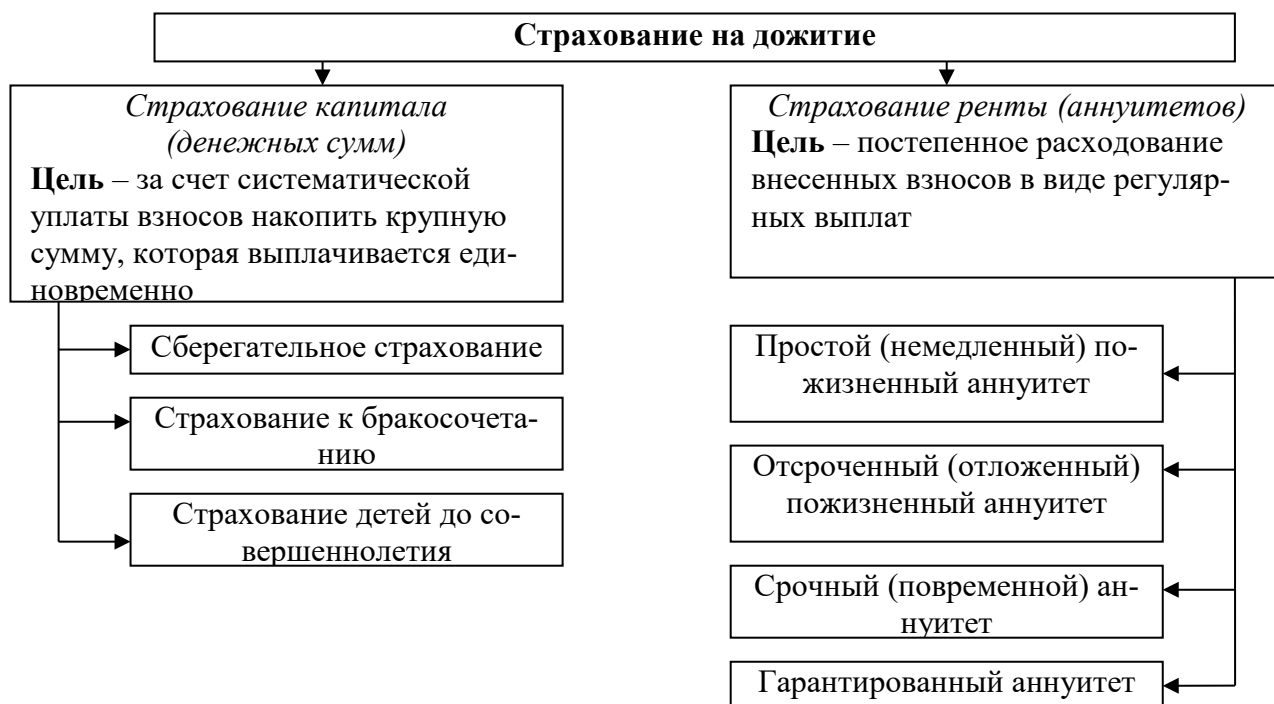 Страхование на дожитие
Страхование капитала
(денежных сумм)
Цель – за счет систематической
уплаты взносов накопить крупную
сумму, которая выплачивается еди-
новременно
Сберегательное страхование
Страхование к бракосочета-
нию
Страхование детей до со-
вершеннолетия
Страхование ренты (аннуитетов)
Цель – постепенное расходование
внесенных взносов в виде регуляр-
ных выплат
Простой (немедленный) по-
жизненный аннуитет
Отсроченный (отложенный)
пожизненный аннуитет
Срочный (повременной) ан-
нуитет
Гарантированный аннуитет